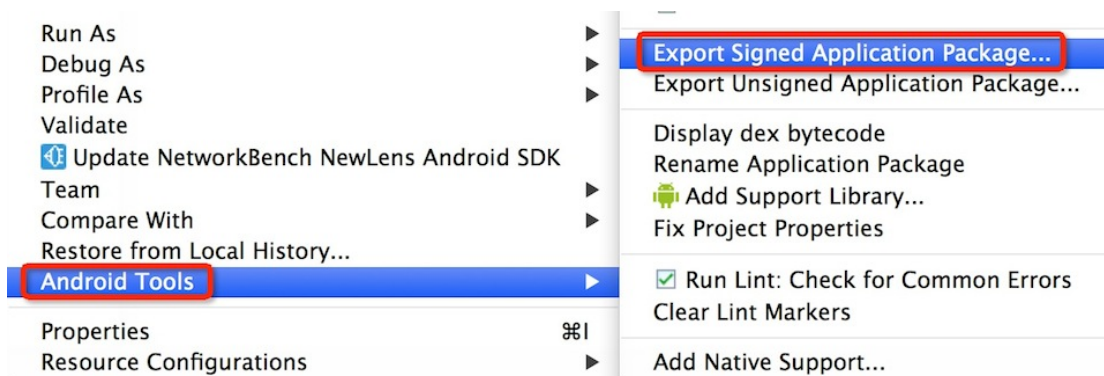 Run As
Debug As
Profile As
Validate
Update NetworkBench NewLens Android SDK
Team
Compare With
Restore from Local History...
Android Tools
Properties ⌘I
Resource Configurations
Export Signed Application Package...
Export Unsigned Application Package...
Display dex bytecode
Rename Application Package
Add Support Library...
Fix Project Properties
Run Lint: Check for Common Errors
Clear Lint Markers
Add Native Support...